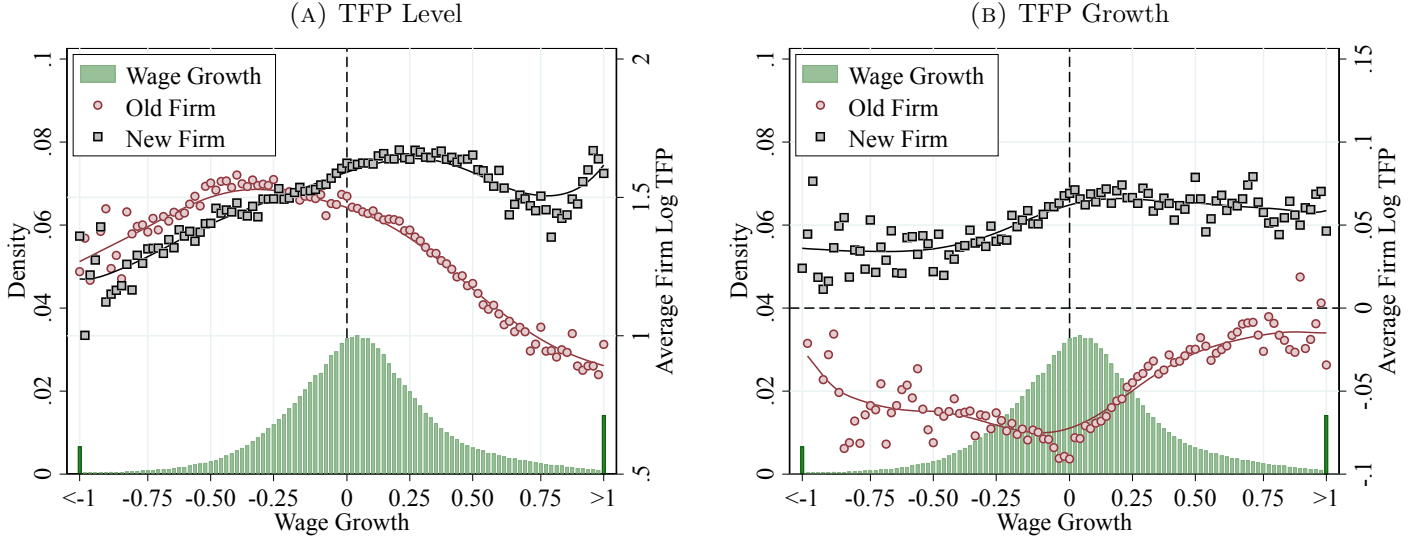 (A) TFP Level
Wage Growth
Old Firm
New Firm
Density
0 .02 .04 .06 .08 .1
Average Firm Log TFP
.5 1 1.5 2
<-1 -0.75 -0.50 -0.25 0 0.25 0.50 0.75 >1
Wage Growth
(B) TFP Growth
Wage Growth
Old Firm
New Firm
Density
0 .02 .04 .06 .08 .1
Average Firm Log TFP
-.1 -.05 0 .05 .1 .15
<-1 -0.75 -0.50 -0.25 0 0.25 0.50 0.75 >1
Wage Growth